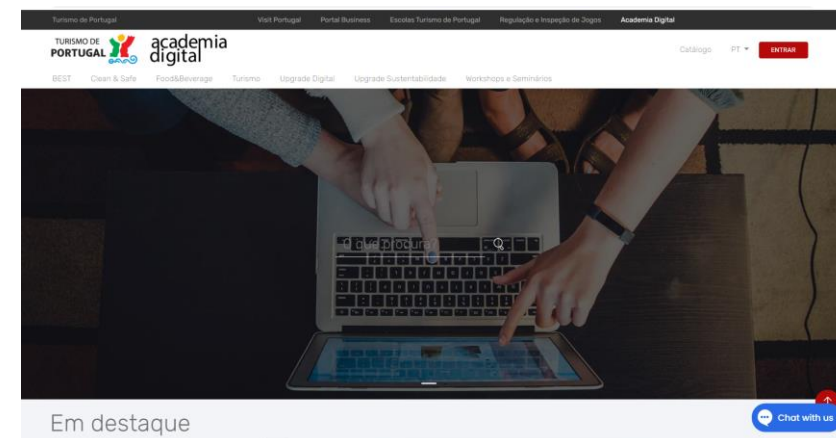 Turismo de Portugal Visit Portugal Portal Business Escolas Turismo de Portugal Regulação e Inspeção de Jogos Academia Digital
TURISMO DE
PORTUGAL
academia
digital
Catálogo PT ENTRAR
BEST Clean & Safe Food&Beverage Turismo Upgrade Digital Upgrade Sustentabilidade Workshops e Seminários
O que procura?
Em destaque
Chat with us